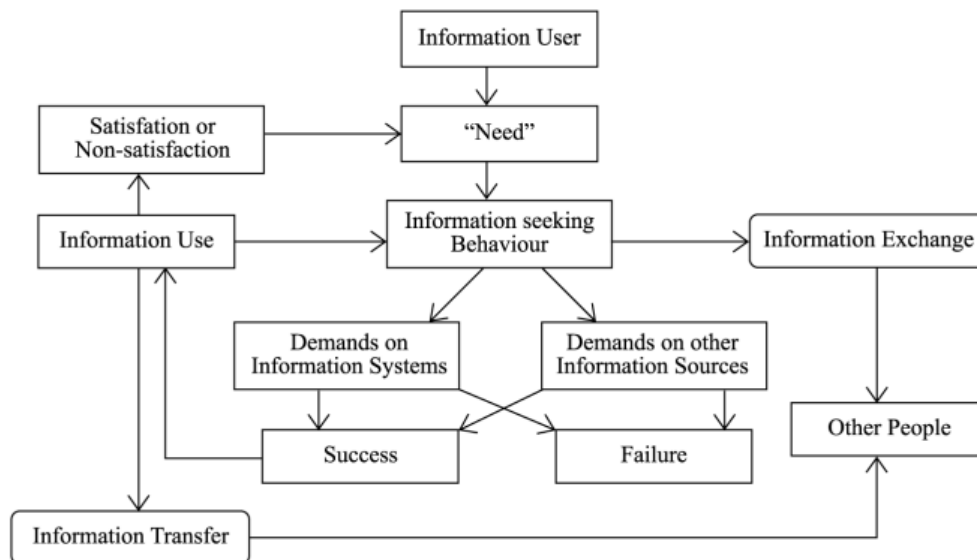 Information User
Satisfation or
Non-satisfaction
“Need”
Information Use
Information seeking
Behaviour
Information Exchange
Demands on
Information Systems
Demands on other
Information Sources
Success
Failure
Other People
Information Transfer